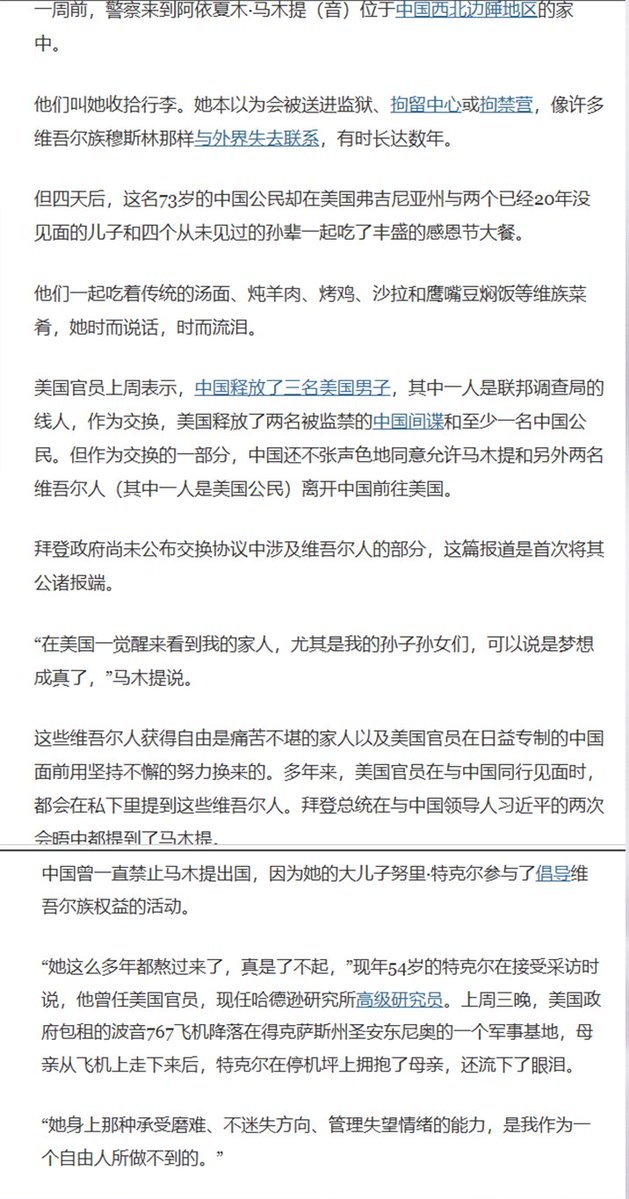 一周前，警察来到阿依夏木·马木提（音）位于中国西北边陲地区的家
中。
他们叫她收拾行李。她本以为会被送进监狱、拘留中心或拘禁营，像许多
维吾尔族穆斯林那样与外界失去联系，有时长达数年。
但四天后，这名73岁的中国公民却在美国弗吉尼亚州与两个已经20年没
见面的儿子和四个从未见过的孙辈一起吃了丰盛的感恩节大餐。
他们一起吃着传统的汤面、炖羊肉、烤鸡、沙拉和鹰嘴豆焖饭等维族菜
肴，她时而说话，时而流泪。
美国官员上周表示，中国释放了三名美国男子，其中一人是联邦调查局的
线人，作为交换，美国释放了两名被监禁的中国间谍和至少一名中国公
民。但作为交换的一部分，中国还不张声色地同意允许马木提和另外两名
维吾尔人（其中一人是美国公民）离开中国前往美国。
拜登政府尚未公布交换协议中涉及维吾尔人的部分，这篇报道是首次将其
公诸报端。
“在美国一觉醒来看到我的家人，尤其是我的孙子孙女们，可以说是梦想
成真了，”马木提说。
这些维吾尔人获得自由是痛苦不堪的家人以及美国官员在日益专制的中国
面前用坚持不懈的努力换来的。多年来，美国官员在与中国同行见面时，
都会在私下里提到这些维吾尔人。拜登总统在与中国领导人习近平的两次
会晤中都提到了马木提。
中国曾一直禁止马木提出国，因为她的大儿子努里·特克尔参与了倡导维
吾尔族权益的活动。
“她这么多年都熬过来了，真是了不起，”现年54岁的特克尔在接受采访时
说，他曾任美国官员，现任哈德逊研究所高级研究员。上周三晚，美国政
府包租的波音767飞机降落在得克萨斯州圣安东尼奥的一个军事基地，母
亲从飞机上走下来后，特克尔在停机坪上拥抱了母亲，还流下了眼泪。
“她身上那种承受磨难、不迷失方向、管理失望情绪的能力，是我作为一
个自由人所做不到的。”